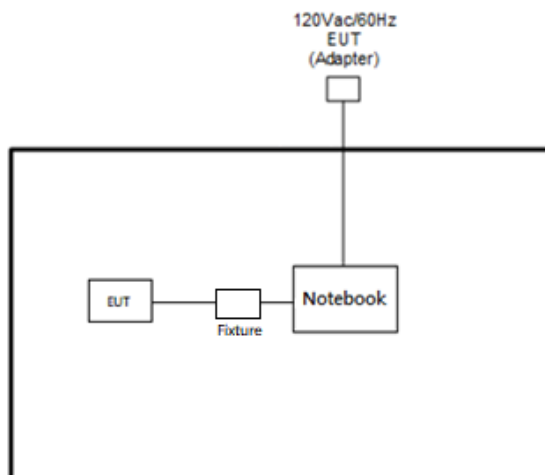 120Vac/60Hz
EUT
(Adapter)
EUT
Notebook
Fixture